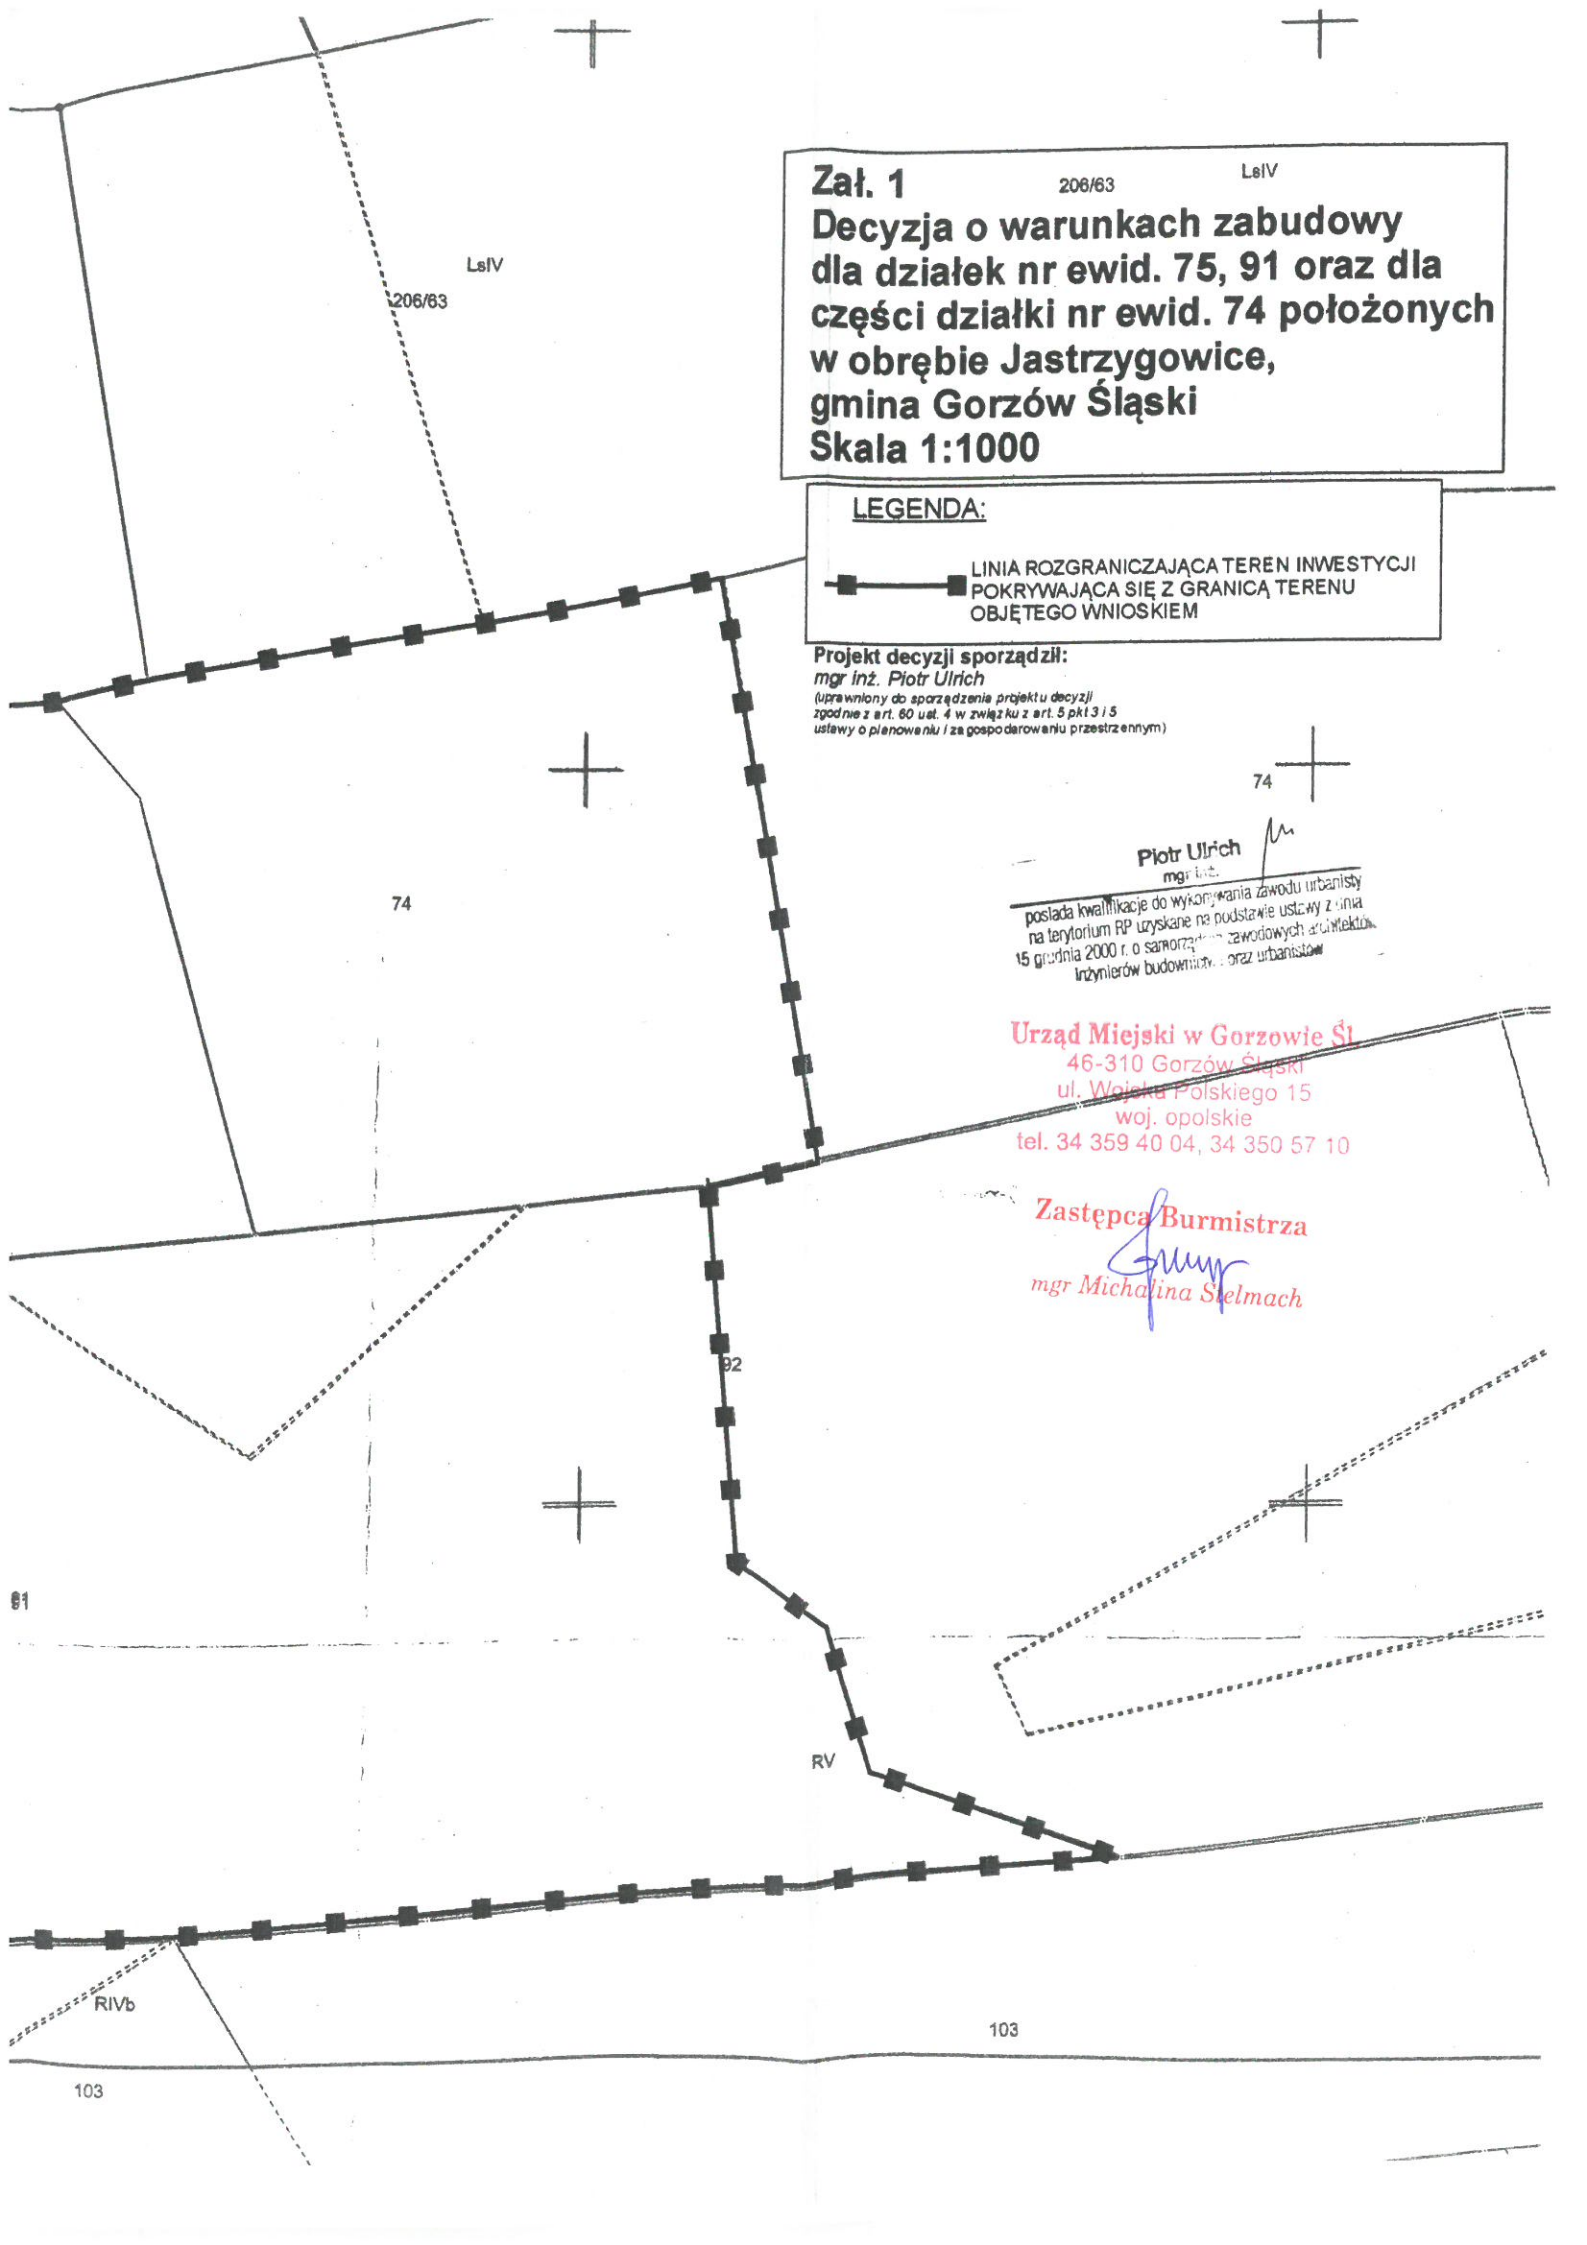 Zał. 1
206/63
LsIV
Decyzja o warunkach zabudowy
dla działek nr ewid. 75, 91 oraz dla
części działki nr ewid. 74 położonych
w obrębie Jastrzygowice,
gmina Gorzów Śląski
Skala 1:1000
LsIV
206/63
LEGENDA:
LINIA ROZGRANICZAJĄCA TEREN INWESTYCJI
POKRYWAJĄCA SIĘ Z GRANICĄ TERENU
OBJĘTEGO WNIOSKIEM
Projekt decyzji sporządził:
mgr inż. Piotr Ulrich
(uprawniony do sporządzenia projektu decyzji
zgodnie z art. 60 ust. 4 w związku z art. 5 pkt 3 i 5
ustawy o planowaniu i zagospodarowaniu przestrzennym)
74
74
Piotr Ulrich
mgr inż.
posiada kwalifikacje do wykonywania zawodu urbanisty
na terytorium RP uzyskane na podstawie ustawy z dnia
15 grudnia 2000 r. o zawodowych architektów
inżynierów oraz urbanistów
Urząd Miejski w Gorzowie Śl.
46-310 Gorzów Śląski
ul. Wojska Polskiego 15
woj. opolskie
tel. 34 359 40 04, 34 350 57 10
Zastępca Burmistrza
mgr Michalina Stelmach
92
91
RV
RIVb
103
103